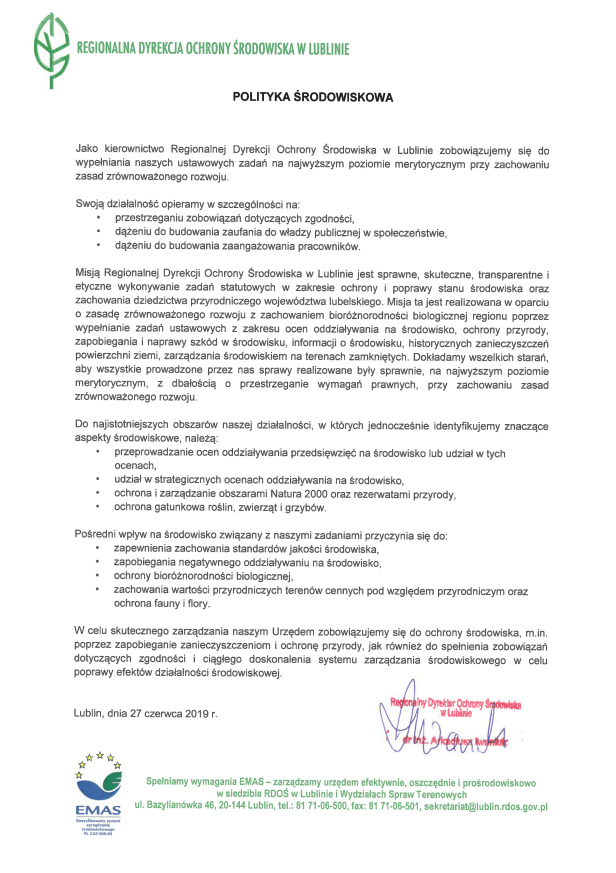 REGIONALNA DYREKCJA OCHRONY ŚRODOWISKA W LUBLINIE
POLITYKA ŚRODOWISKOWA
Jako kierownictwo Regionalnej Dyrekcji Ochrony Środowiska w Lublinie zobowiązujemy się do
wypełniania naszych ustawowych zadań na najwyższym poziomie merytorycznym przy zachowaniu
zasad zrównoważonego rozwoju.
Swoją działalność opieramy w szczególności na:
• przestrzeganiu zobowiązań dotyczących zgodności,
• dążeniu do budowania zaufania do władzy publicznej w społeczeństwie,
• dążeniu do budowania zaangażowania pracowników.
Misją Regionalnej Dyrekcji Ochrony Środowiska w Lublinie jest sprawne, skuteczne, transparentne i
etyczne wykonywanie zadań statutowych w zakresie ochrony i poprawy stanu środowiska oraz
zachowania dziedzictwa przyrodniczego województwa lubelskiego. Misja ta jest realizowana w oparciu
o zasadę zrównoważonego rozwoju z zachowaniem bioróżnorodności biologicznej regionu poprzez
wypełnianie zadań ustawowych z zakresu ocen oddziaływania na środowisko, ochrony przyrody,
zapobiegania i naprawy szkód w środowisku, informacji o środowisku, historycznych zanieczyszczeń
powierzchni ziemi, zarządzania środowiskiem na terenach zamkniętych. Dokładamy wszelkich starań,
aby wszystkie prowadzone przez nas sprawy realizowane były sprawnie, na najwyższym poziomie
merytorycznym, z dbałością o przestrzeganie wymagań prawnych, przy zachowaniu zasad
zrównoważonego rozwoju.
Do najistotniejszych obszarów naszej działalności, w których jednocześnie identyfikujemy znaczące
aspekty środowiskowe, należą:
• przeprowadzanie ocen oddziaływania przedsięwzięć na środowisko lub udział w tych
ocenach,
• udział w strategicznych ocenach oddziaływania na środowisko,
• ochrona i zarządzanie obszarami Natura 2000 oraz rezerwatami przyrody,
• ochrona gatunkowa roślin, zwierząt i grzybów.
Pośredni wpływ na środowisko związany z naszymi zadaniami przyczynia się do:
• zapewnienia zachowania standardów jakości środowiska,
• zapobiegania negatywnego oddziaływaniu na środowisko,
• ochrony bioróżnorodności biologicznej,
• zachowania wartości przyrodniczych terenów cennych pod względem przyrodniczym oraz
ochrona fauny i flory.
W celu skutecznego zarządzania naszym Urzędem zobowiązujemy się do ochrony środowiska, m.in.
poprzez zapobieganie zanieczyszczeniom i ochronę przyrody, jak również do spełnienia zobowiązań
dotyczących zgodności i ciągłego doskonalenia systemu zarządzania środowiskowego w celu
poprawy efektów działalności środowiskowej.
Lublin, dnia 27 czerwca 2019 r.
Regionalny Dyrektor Ochrony Środowiska
w Lublinie
dr inż. Arkadiusz
EMAS
Zweryfikowany system
zarządzania
środowiskowego
PL 2.02-006-60
Spełniamy wymagania EMAS – zarządzamy urzędem efektywnie, oszczędnie i prośrodowiskowo
w siedzibie RDOŚ w Lublinie i Wydziałach Spraw Terenowych
ul. Bazylianówka 46, 20-144 Lublin, tel.: 81 71-06-500, fax: 81 71-06-501, sekretariat@lublin.rdos.gov.pl